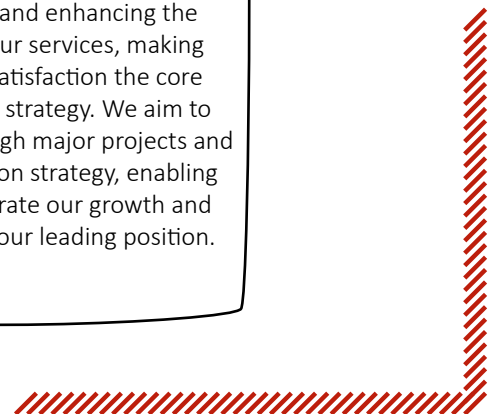 and enhancing the
ur services, making
atisfaction the core
strategy. We aim to
gh major projects and
on strategy, enabling
rate our growth and
our leading position.